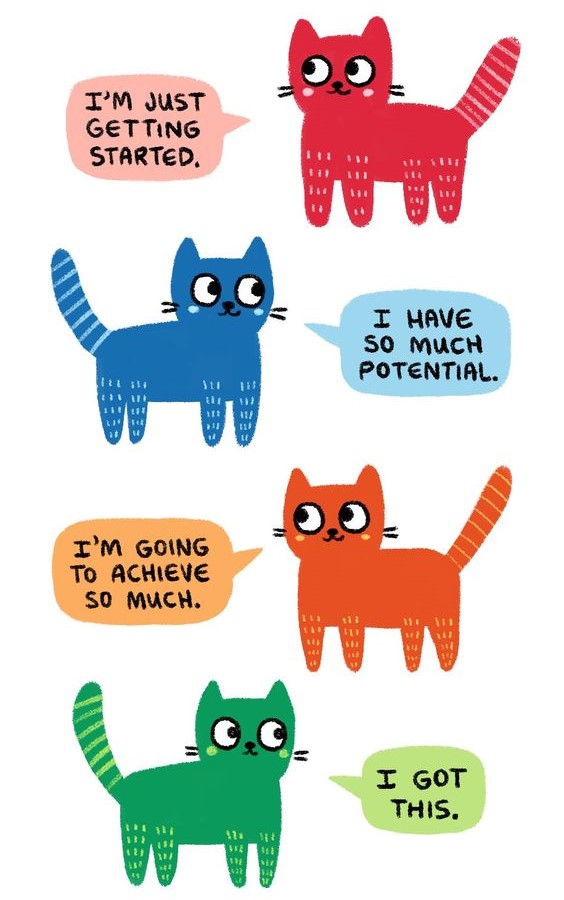 I'M JUST
GETTING
STARTED.
I HAVE
SO MUCH
POTENTIAL.
I'M GOING
TO ACHIEVE
SO MUCH.
I GOT
THIS.